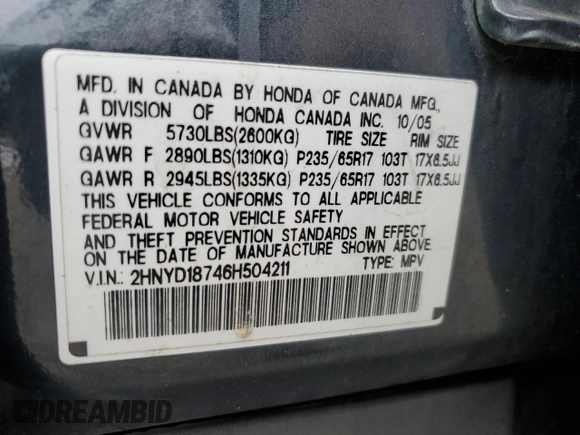 MFD. IN CANADA BY HONDA OF CANADA MFG.,
A DIVISION OF HONDA CANADA INC. 10/05
GVWR 5730LBS(2600KG) TIRE SIZE RIM SIZE
GAWR F 2890LBS(1310KG) P235/65R17 103T 17X6.5JJ
GAWR R 2945LBS(1335KG) P235/65R17 103T 17X6.5JJ
THIS VEHICLE CONFORMS TO ALL APPLICABLE
FEDERAL MOTOR VEHICLE SAFETY
AND THEFT PREVENTION STANDARDS IN EFFECT
ON THE DATE OF MANUFACTURE SHOWN ABOVE.
V.I.N.: 2HNYD18746H504211 TYPE: MPV
DREAMBID